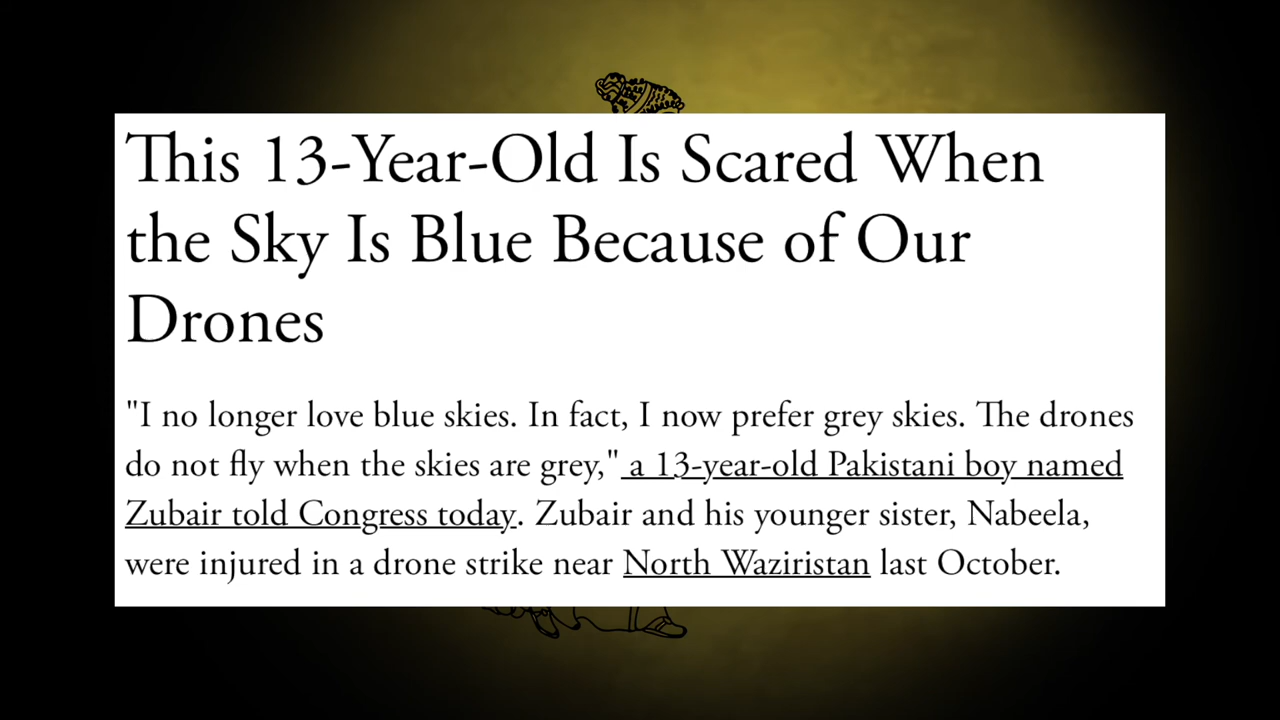 This 13-Year-Old Is Scared When
the Sky Is Blue Because of Our
Drones
"I no longer love blue skies. In fact, I now prefer grey skies. The drones
do not fly when the skies are grey," a 13-year-old Pakistani boy named
Zubair told Congress today. Zubair and his younger sister, Nabeela,
were injured in a drone strike near North Waziristan last October.